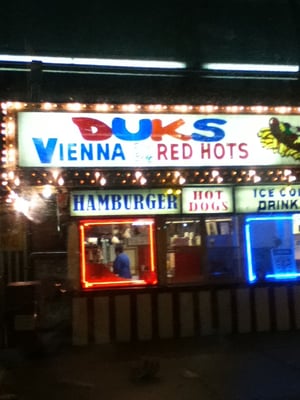 DUKS
VIENNA RED HOTS
HAMBURGER HOT DOGS ICE CO
DRINK